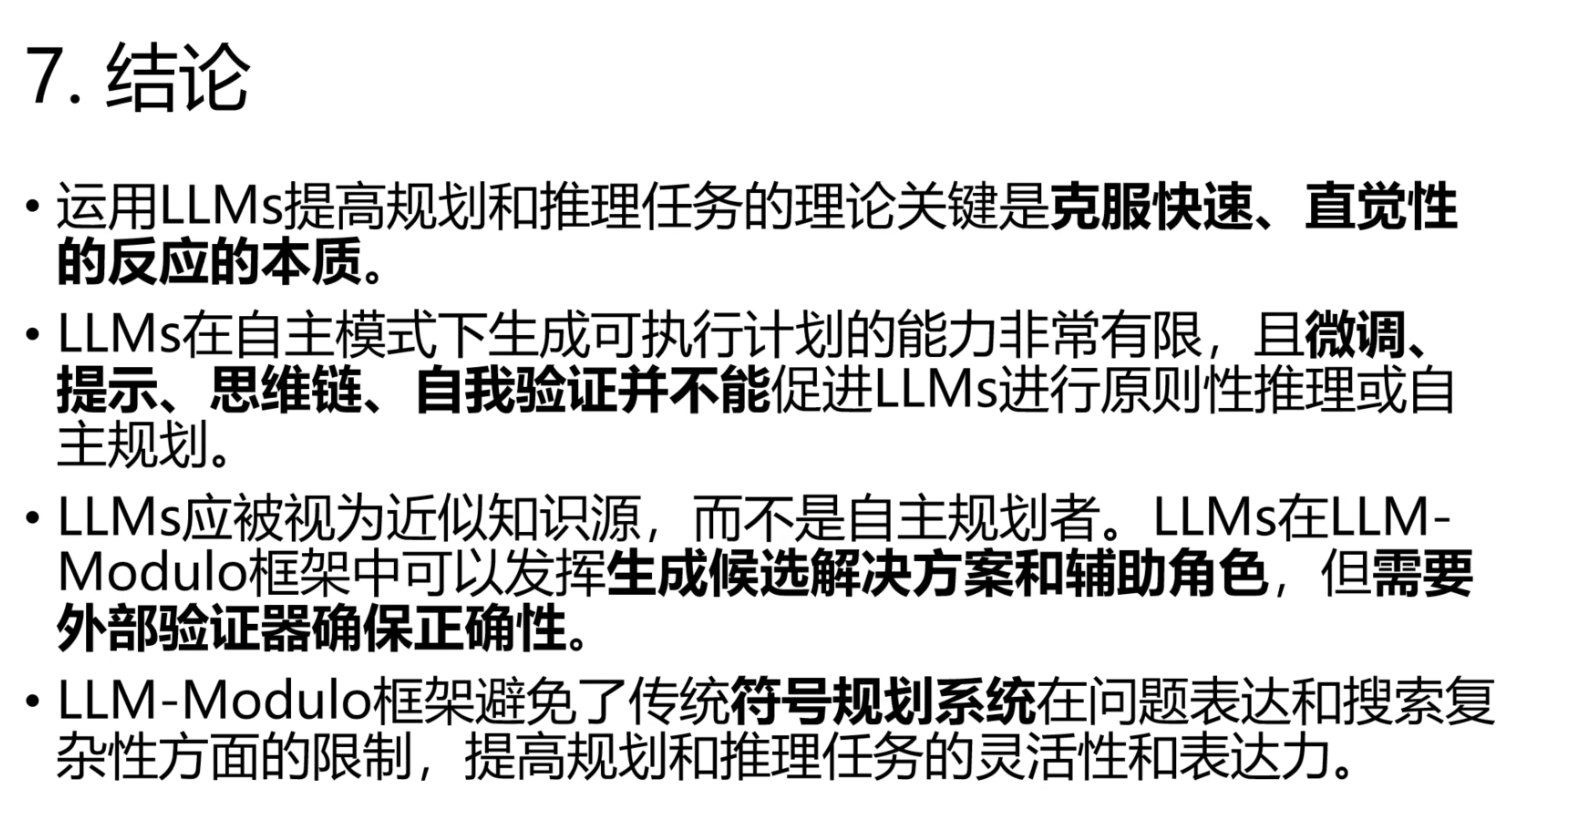 7. 结论
• 运用LLMs提高规划和推理任务的理论关键是克服快速、直觉性
的反应的本质。
• LLMs在自主模式下生成可执行计划的能力非常有限，且微调、
提示、思维链、自我验证并不能促进LLMs进行原则性推理或自
主规划。
• LLMs应被视为近似知识源，而不是自主规划者。LLMs在LLM-
Modulo框架中可以发挥生成候选解决方案和辅助角色，但需要
外部验证器确保正确性。
• LLM-Modulo框架避免了传统符号规划系统在问题表达和搜索复
杂性方面的限制，提高规划和推理任务的灵活性和表达力。